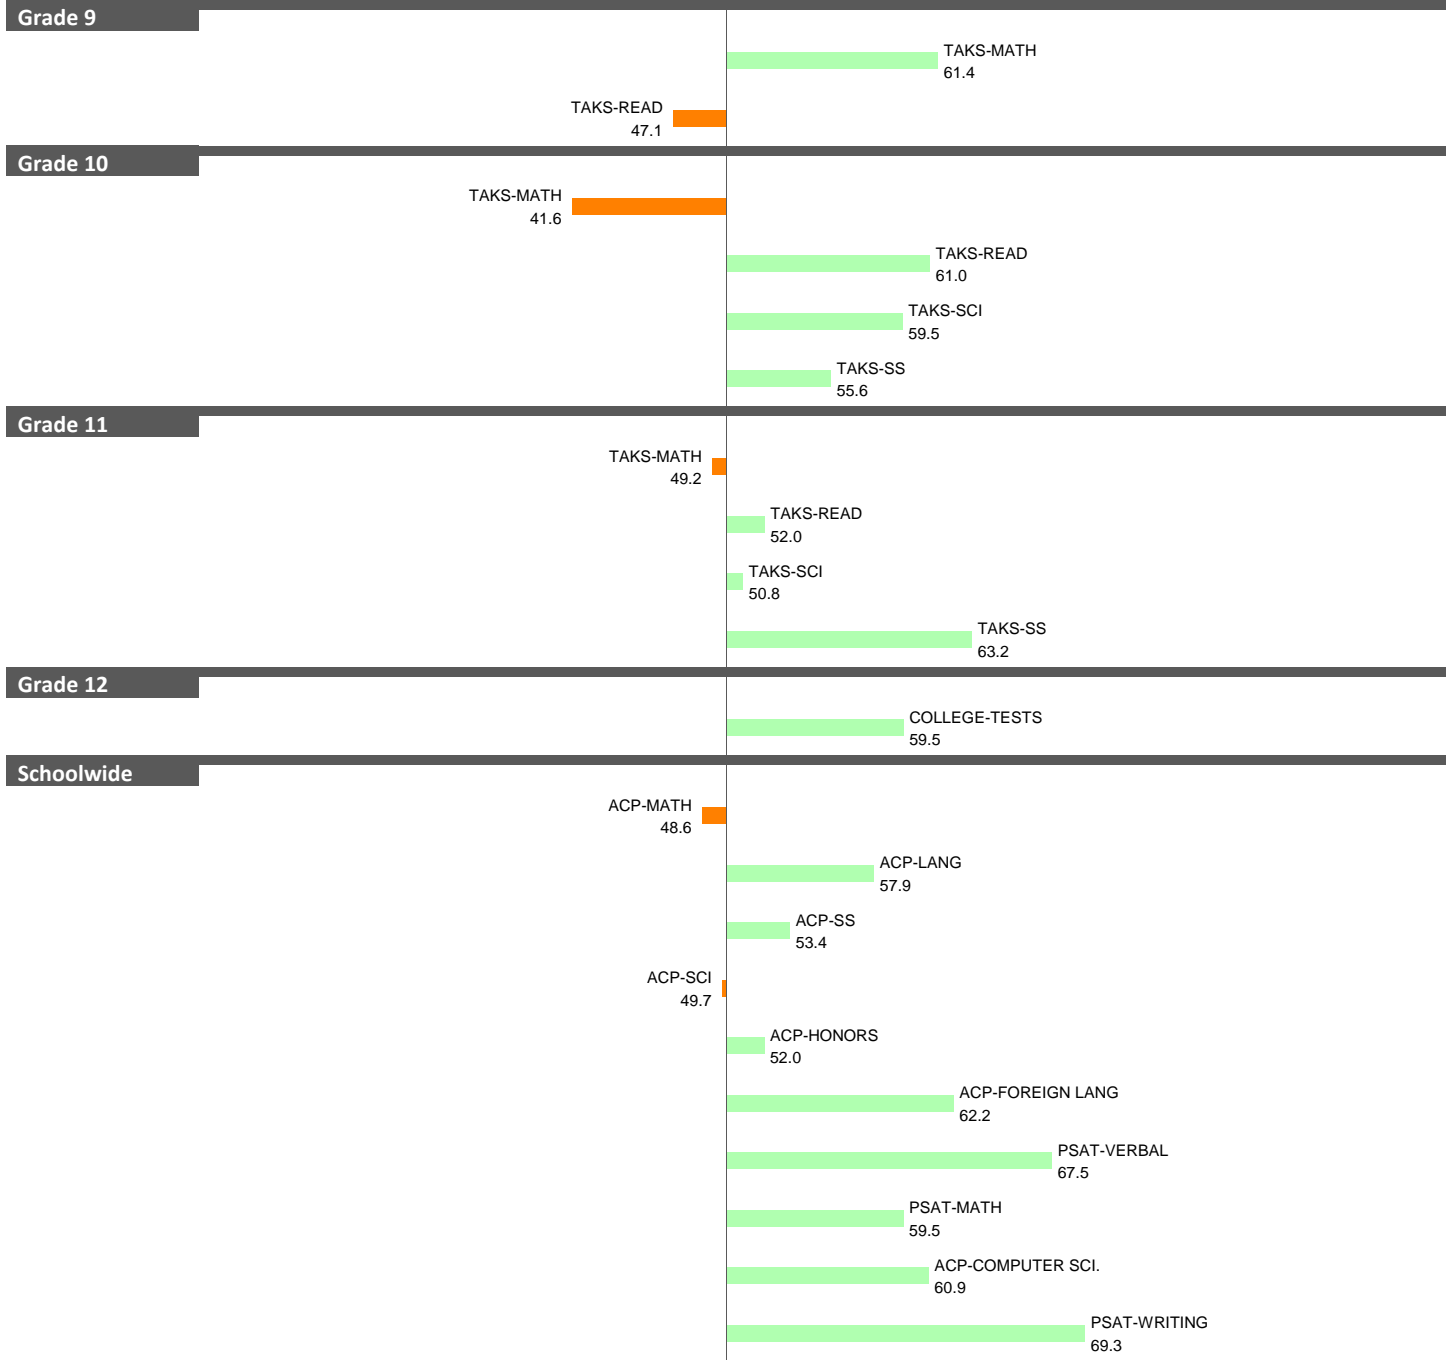 Grade 9
TAKS-MATH
61.4
TAKS-READ
47.1
Grade 10
TAKS-MATH
41.6
TAKS-READ
61.0
TAKS-SCI
59.5
TAKS-SS
55.6
Grade 11
TAKS-MATH
49.2
TAKS-READ
52.0
TAKS-SCI
50.8
TAKS-SS
63.2
Grade 12
COLLEGE-TESTS
59.5
Schoolwide
ACP-MATH
48.6
ACP-LANG
57.9
ACP-SS
53.4
ACP-SCI
49.7
ACP-HONORS
52.0
ACP-FOREIGN LANG
62.2
PSAT-VERBAL
67.5
PSAT-MATH
59.5
ACP-COMPUTER SCI.
60.9
PSAT-WRITING
69.3